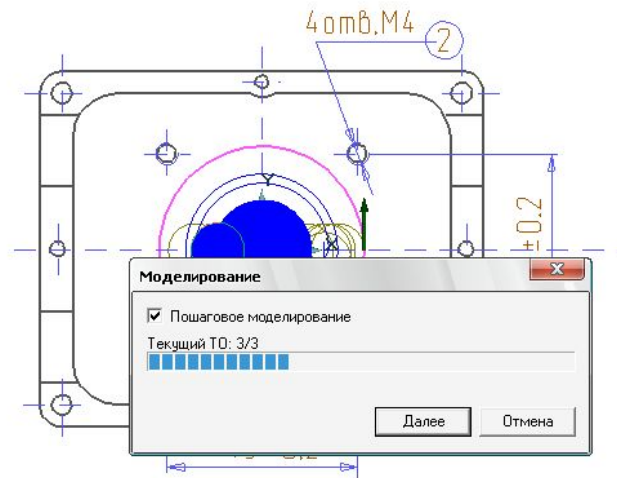 4отв.М4
2
±0.2
Y
X
Моделирование
Пошаговое моделирование
Текущий ТО: 3/3
Далее
Отмена